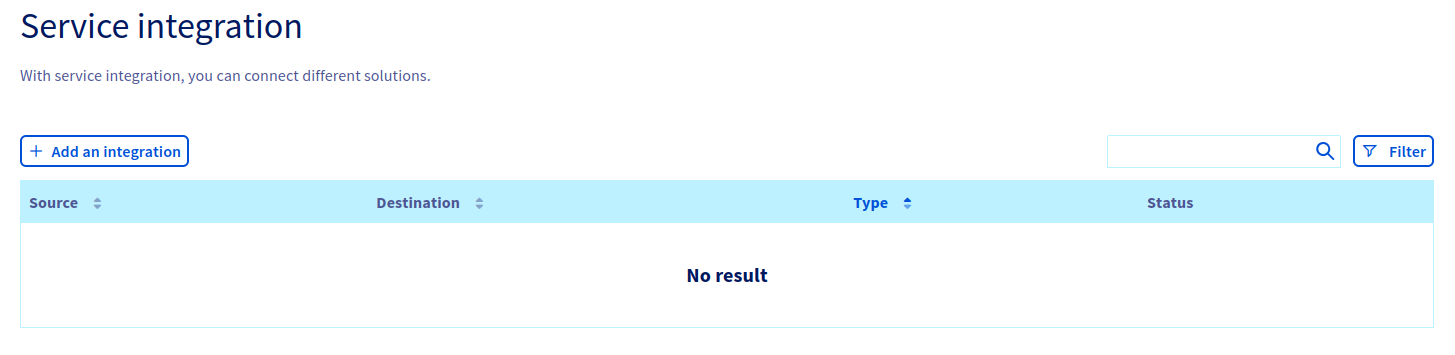 Service integration
With service integration, you can connect different solutions.
Add an integration
Filter
Source Destination Type Status
No result